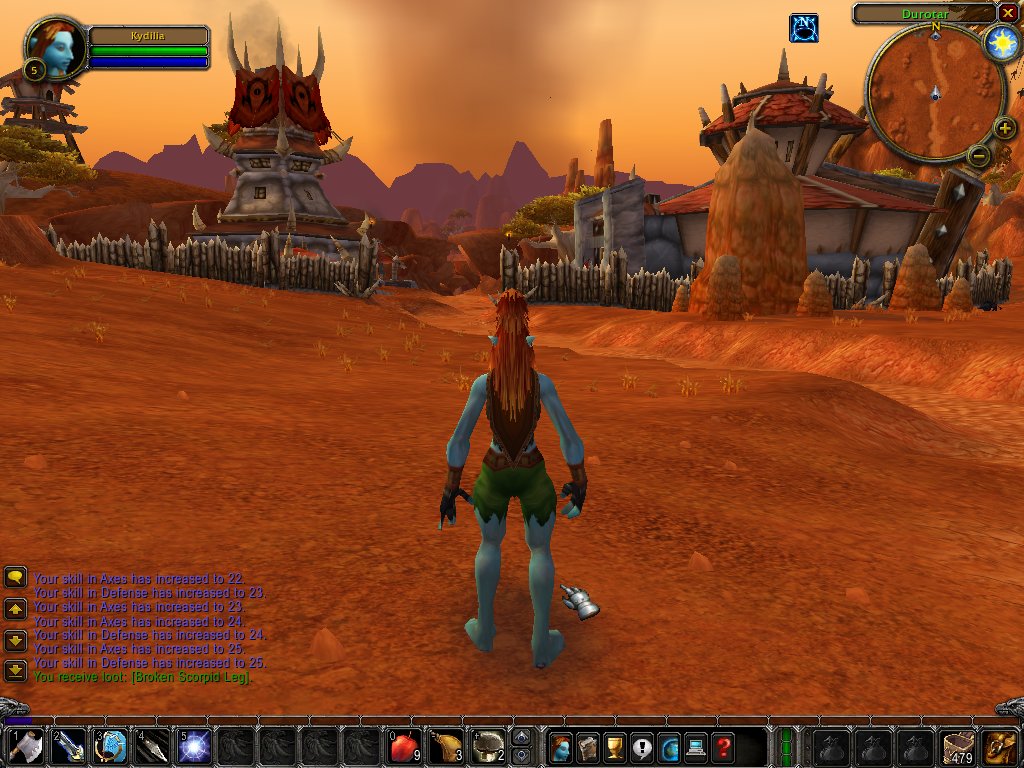 Kydilia
5
N
Durotar
N
Your skill in Axes has increased to 22.
Your skill in Defense has increased to 23.
Your skill in Axes has increased to 23.
Your skill in Axes has increased to 24.
Your skill in Defense has increased to 24.
Your skill in Axes has increased to 25.
Your skill in Defense has increased to 25.
You receive loot: [Broken Scorpid Leg].
1 2 3 4 5 0 9 3 2 479